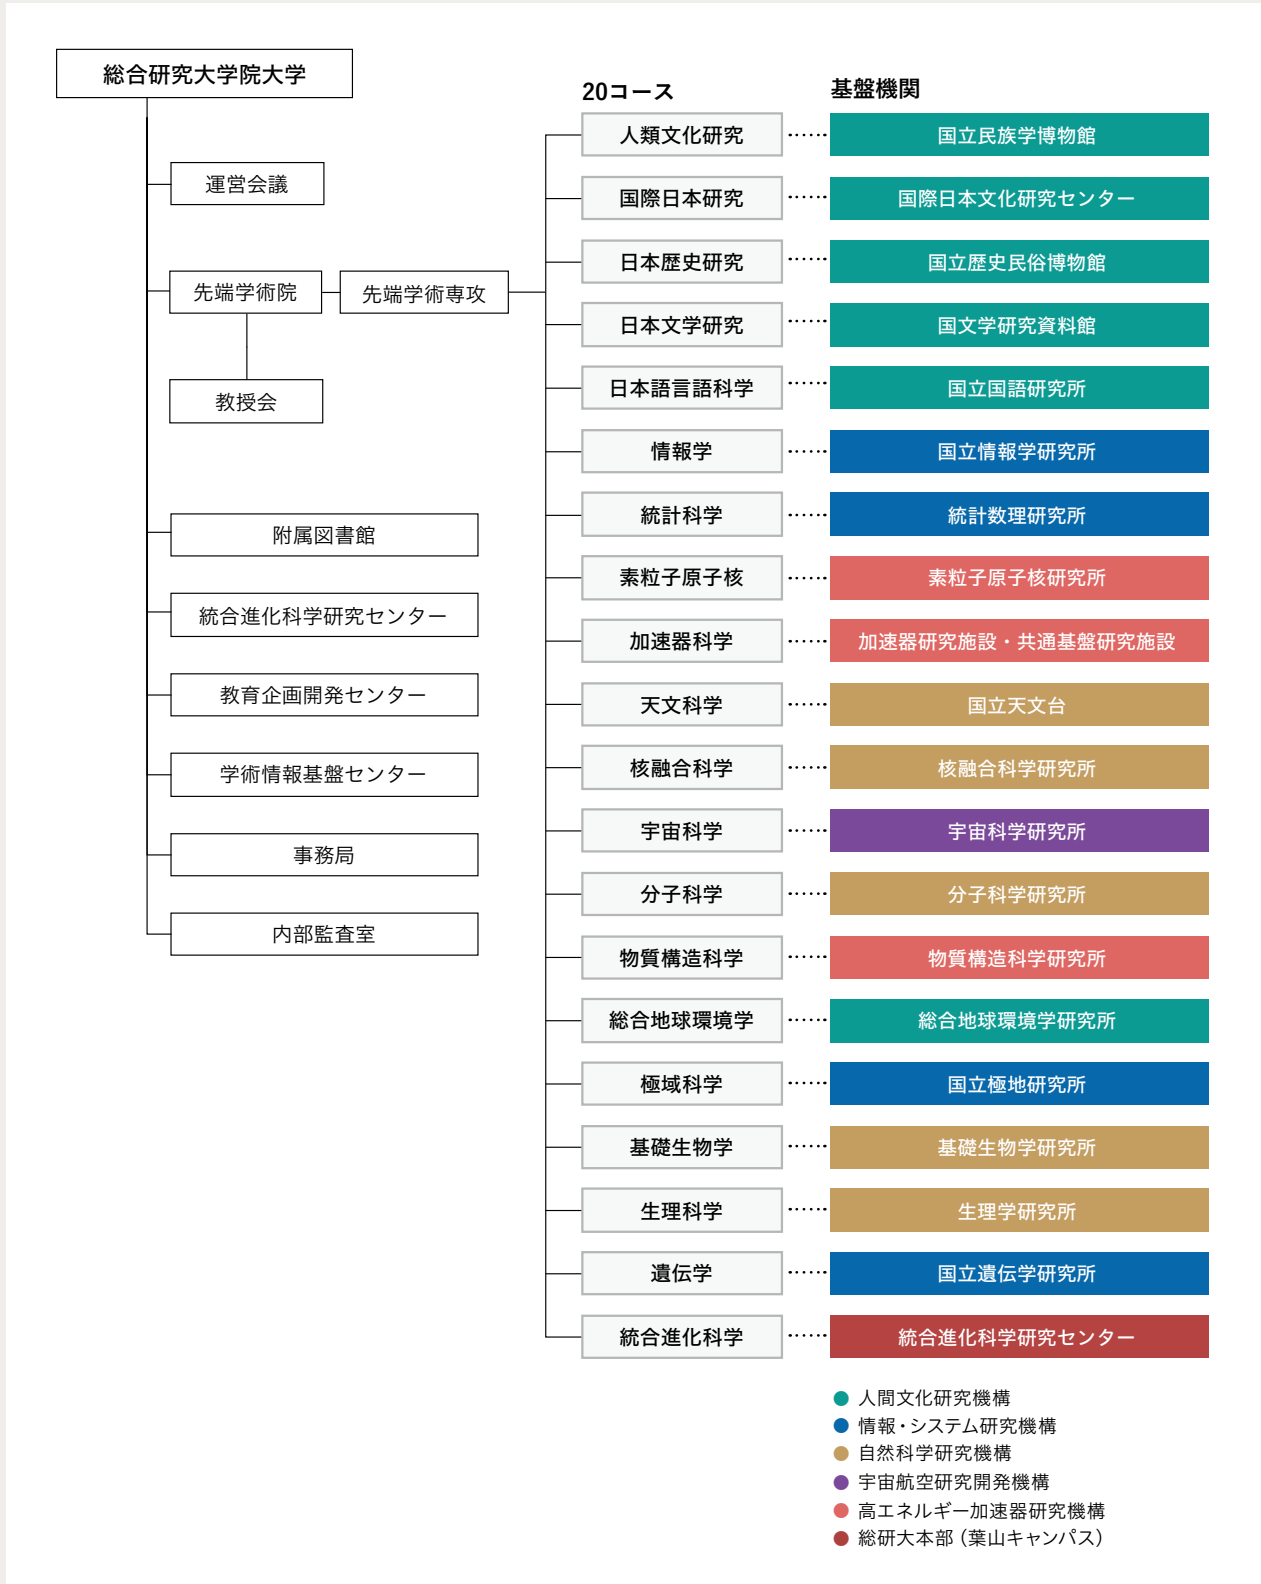 総合研究大学院大学
運営会議
先端学術院
先端学術専攻
教授会
附属図書館
統合進化科学研究センター
教育企画開発センター
学術情報基盤センター
事務局
内部監査室
20コース
基盤機関
人類文化研究
国立民族学博物館
国際日本研究
国際日本文化研究センター
日本歴史研究
国立歴史民俗博物館
日本文学研究
国文学研究資料館
日本語言語科学
国立国語研究所
情報学
国立情報学研究所
統計科学
統計数理研究所
素粒子原子核
素粒子原子核研究所
加速器科学
加速器研究施設・共通基盤研究施設
天文科学
国立天文台
核融合科学
核融合科学研究所
宇宙科学
宇宙科学研究所
分子科学
分子科学研究所
物質構造科学
物質構造科学研究所
総合地球環境学
総合地球環境学研究所
極域科学
国立極地研究所
基礎生物学
基礎生物学研究所
生理科学
生理学研究所
遺伝学
国立遺伝学研究所
統合進化科学
統合進化科学研究センター
人間文化研究機構
情報・システム研究機構
自然科学研究機構
宇宙航空研究開発機構
高エネルギー加速器研究機構
総研大本部（葉山キャンパス）